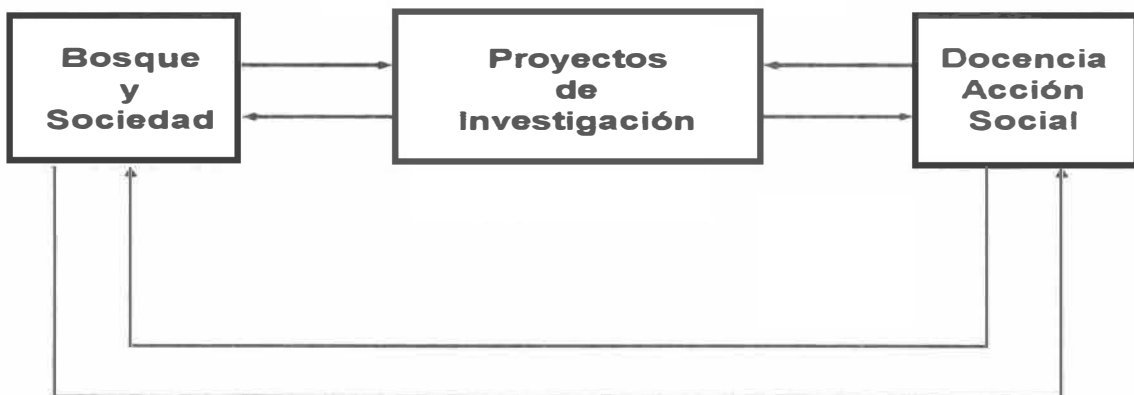 Bosque
y
Sociedad
Proyectos
de
Investigación
Docencia
Acción
Social